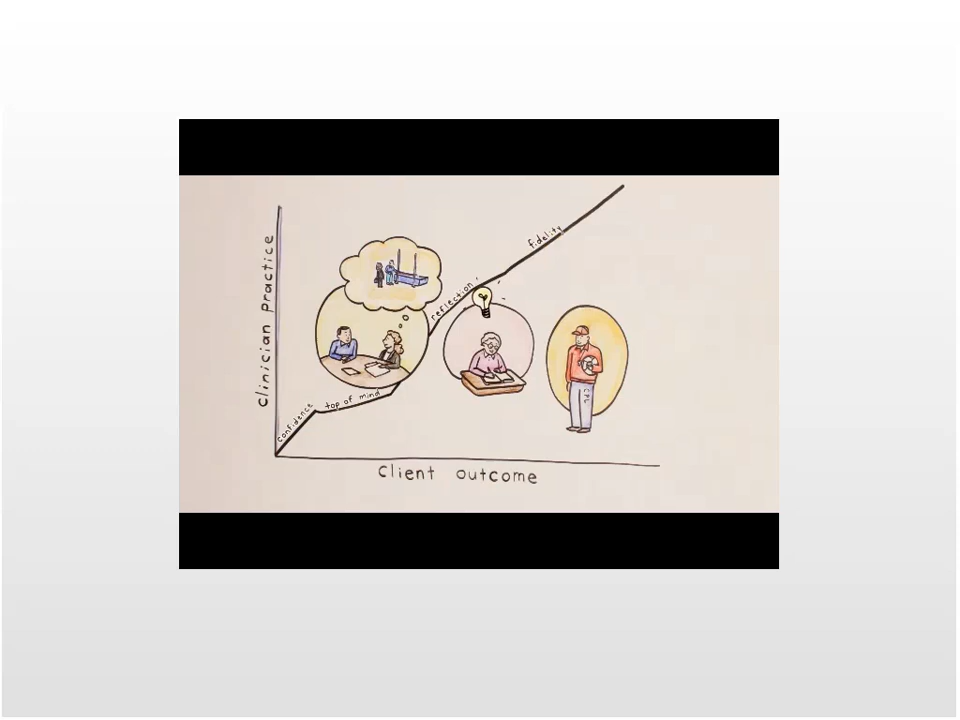 clinician practice
confidence
top of mind
reflection
fidelity
Client outcome